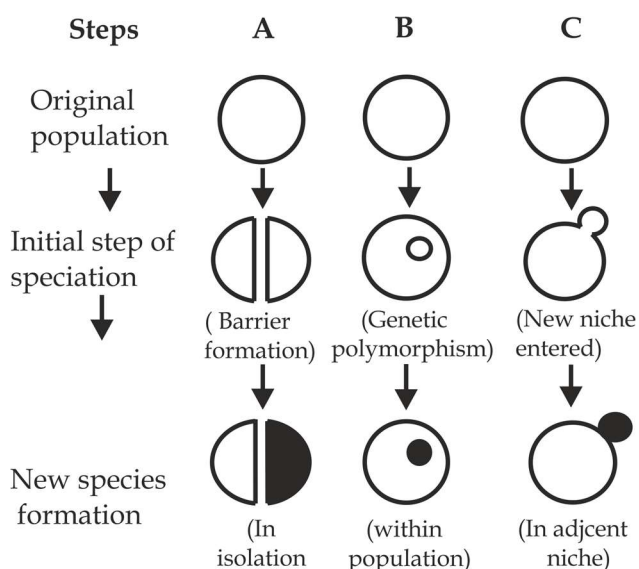 Steps A B C
Original
population
Initial step of
speciation
( Barrier
formation)
(Genetic
polymorphism)
(New niche
entered)
New species
formation
(In
isolation
(within
population)
(In adjcent
niche)